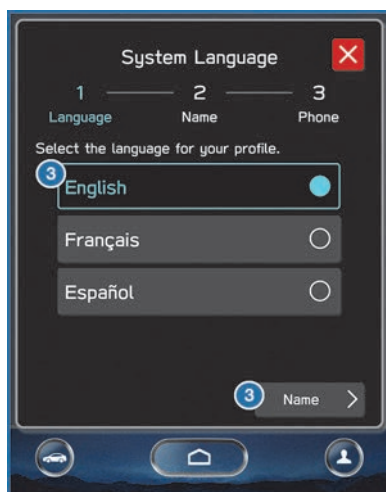 System Language
1 2 3
Language Name Phone
Select the language for your profile.
3
English
Français
Español
3 Name